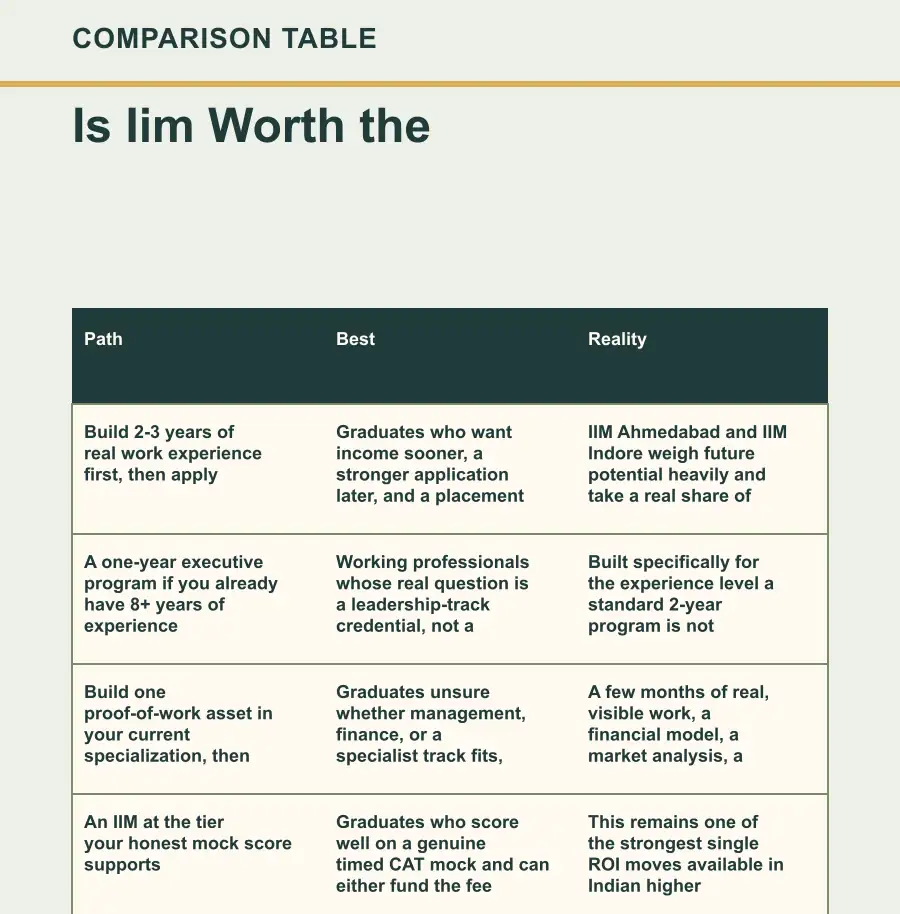 COMPARISON TABLE
Is Iim Worth the
Path
Best
Reality
Build 2-3 years of
real work experience
first, then apply
Graduates who want
income sooner, a
stronger application
later, and a placement
IIM Ahmedabad and IIM
Indore weigh future
potential heavily and
take a real share of
A one-year executive
program if you already
have 8+ years of
experience
Working professionals
whose real question is
a leadership-track
credential, not a
Built specifically for
the experience level a
standard 2-year
program is not
Build one
proof-of-work asset in
your current
specialization, then
Graduates unsure
whether management,
finance, or a
specialist track fits,
A few months of real,
visible work, a
financial model, a
market analysis, a
An IIM at the tier
your honest mock score
supports
Graduates who score
well on a genuine
timed CAT mock and can
either fund the fee
This remains one of
the strongest single
ROI moves available in
Indian higher